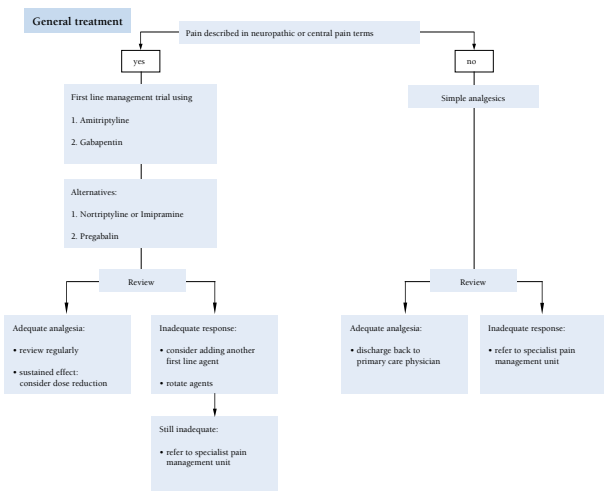 General treatment
Pain described in neuropathic or central pain terms
yes
no
First line management trial using
1. Amitriptyline
2. Gabapentin
Simple analgesics
Alternatives:
1. Nortriptyline or Imipramine
2. Pregabalin
Review
Review
Adequate analgesia:
• review regularly
• sustained effect:
consider dose reduction
Inadequate response:
• consider adding another
first line agent
• rotate agents
Adequate analgesia:
• discharge back to
primary care physician
Inadequate response:
• refer to specialist pain
management unit
Still inadequate:
• refer to specialist pain
management unit